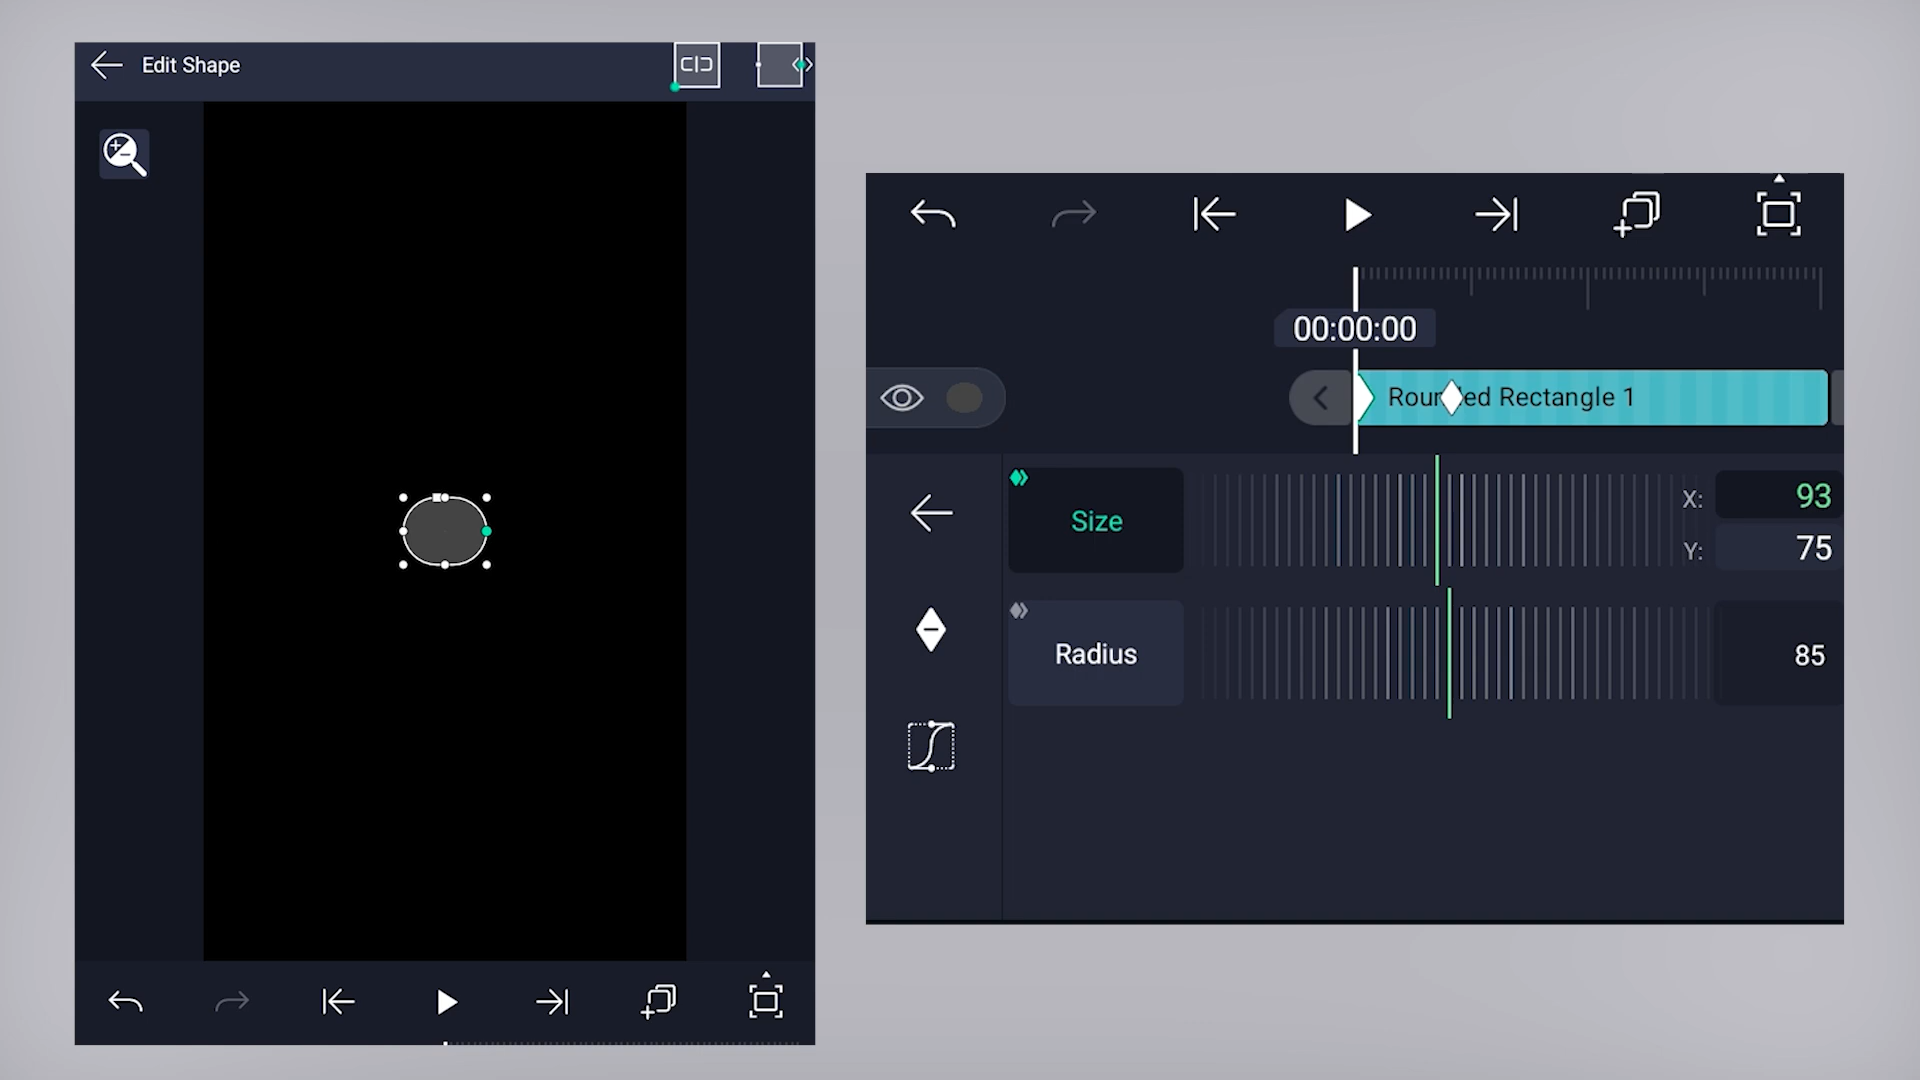 Edit Shape
00:00:00
Rounded Rectangle 1
Size
X: 93
Y: 75
Radius
85